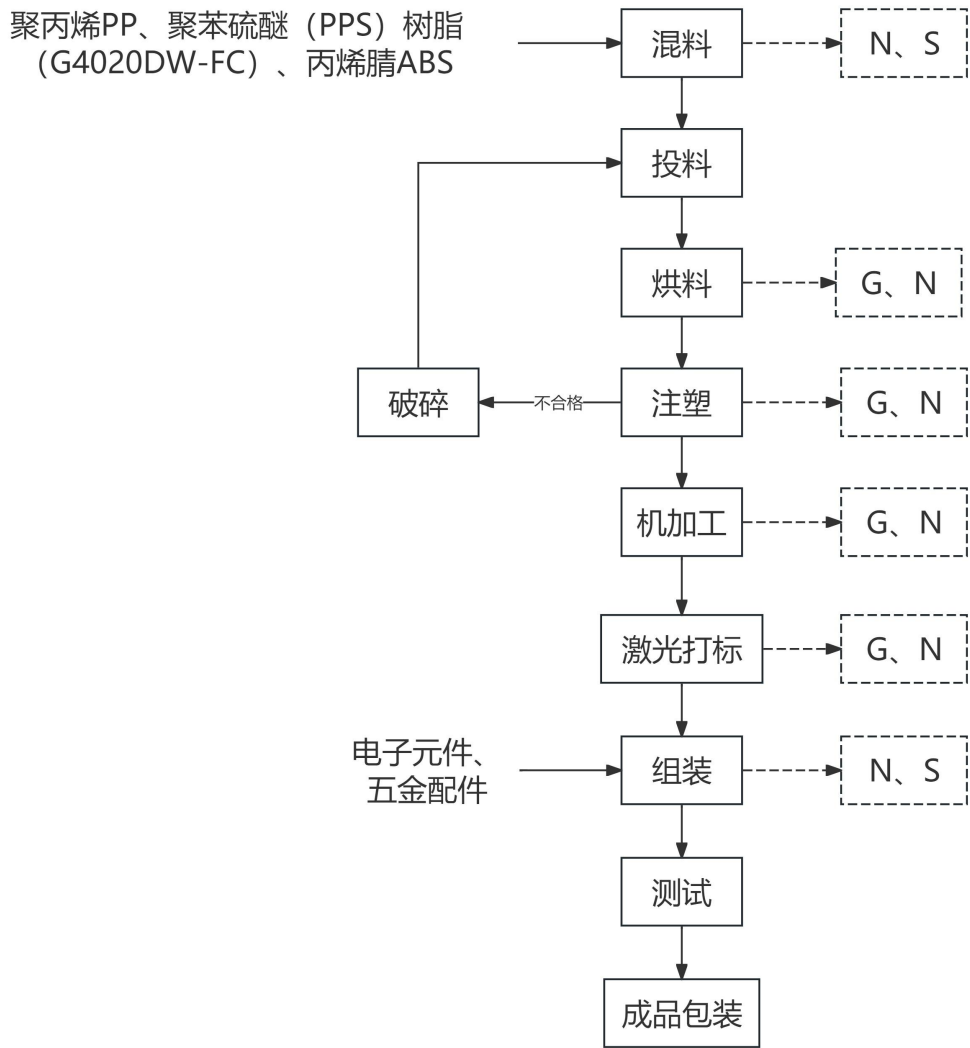 聚丙烯PP、聚苯硫醚（PPS）树脂
（G4020DW-FC）、丙烯腈ABS
混料
N、S
投料
烘料
G、N
破碎
不合格
注塑
G、N
机加工
G、N
激光打标
G、N
电子元件、
五金配件
组装
N、S
测试
成品包装